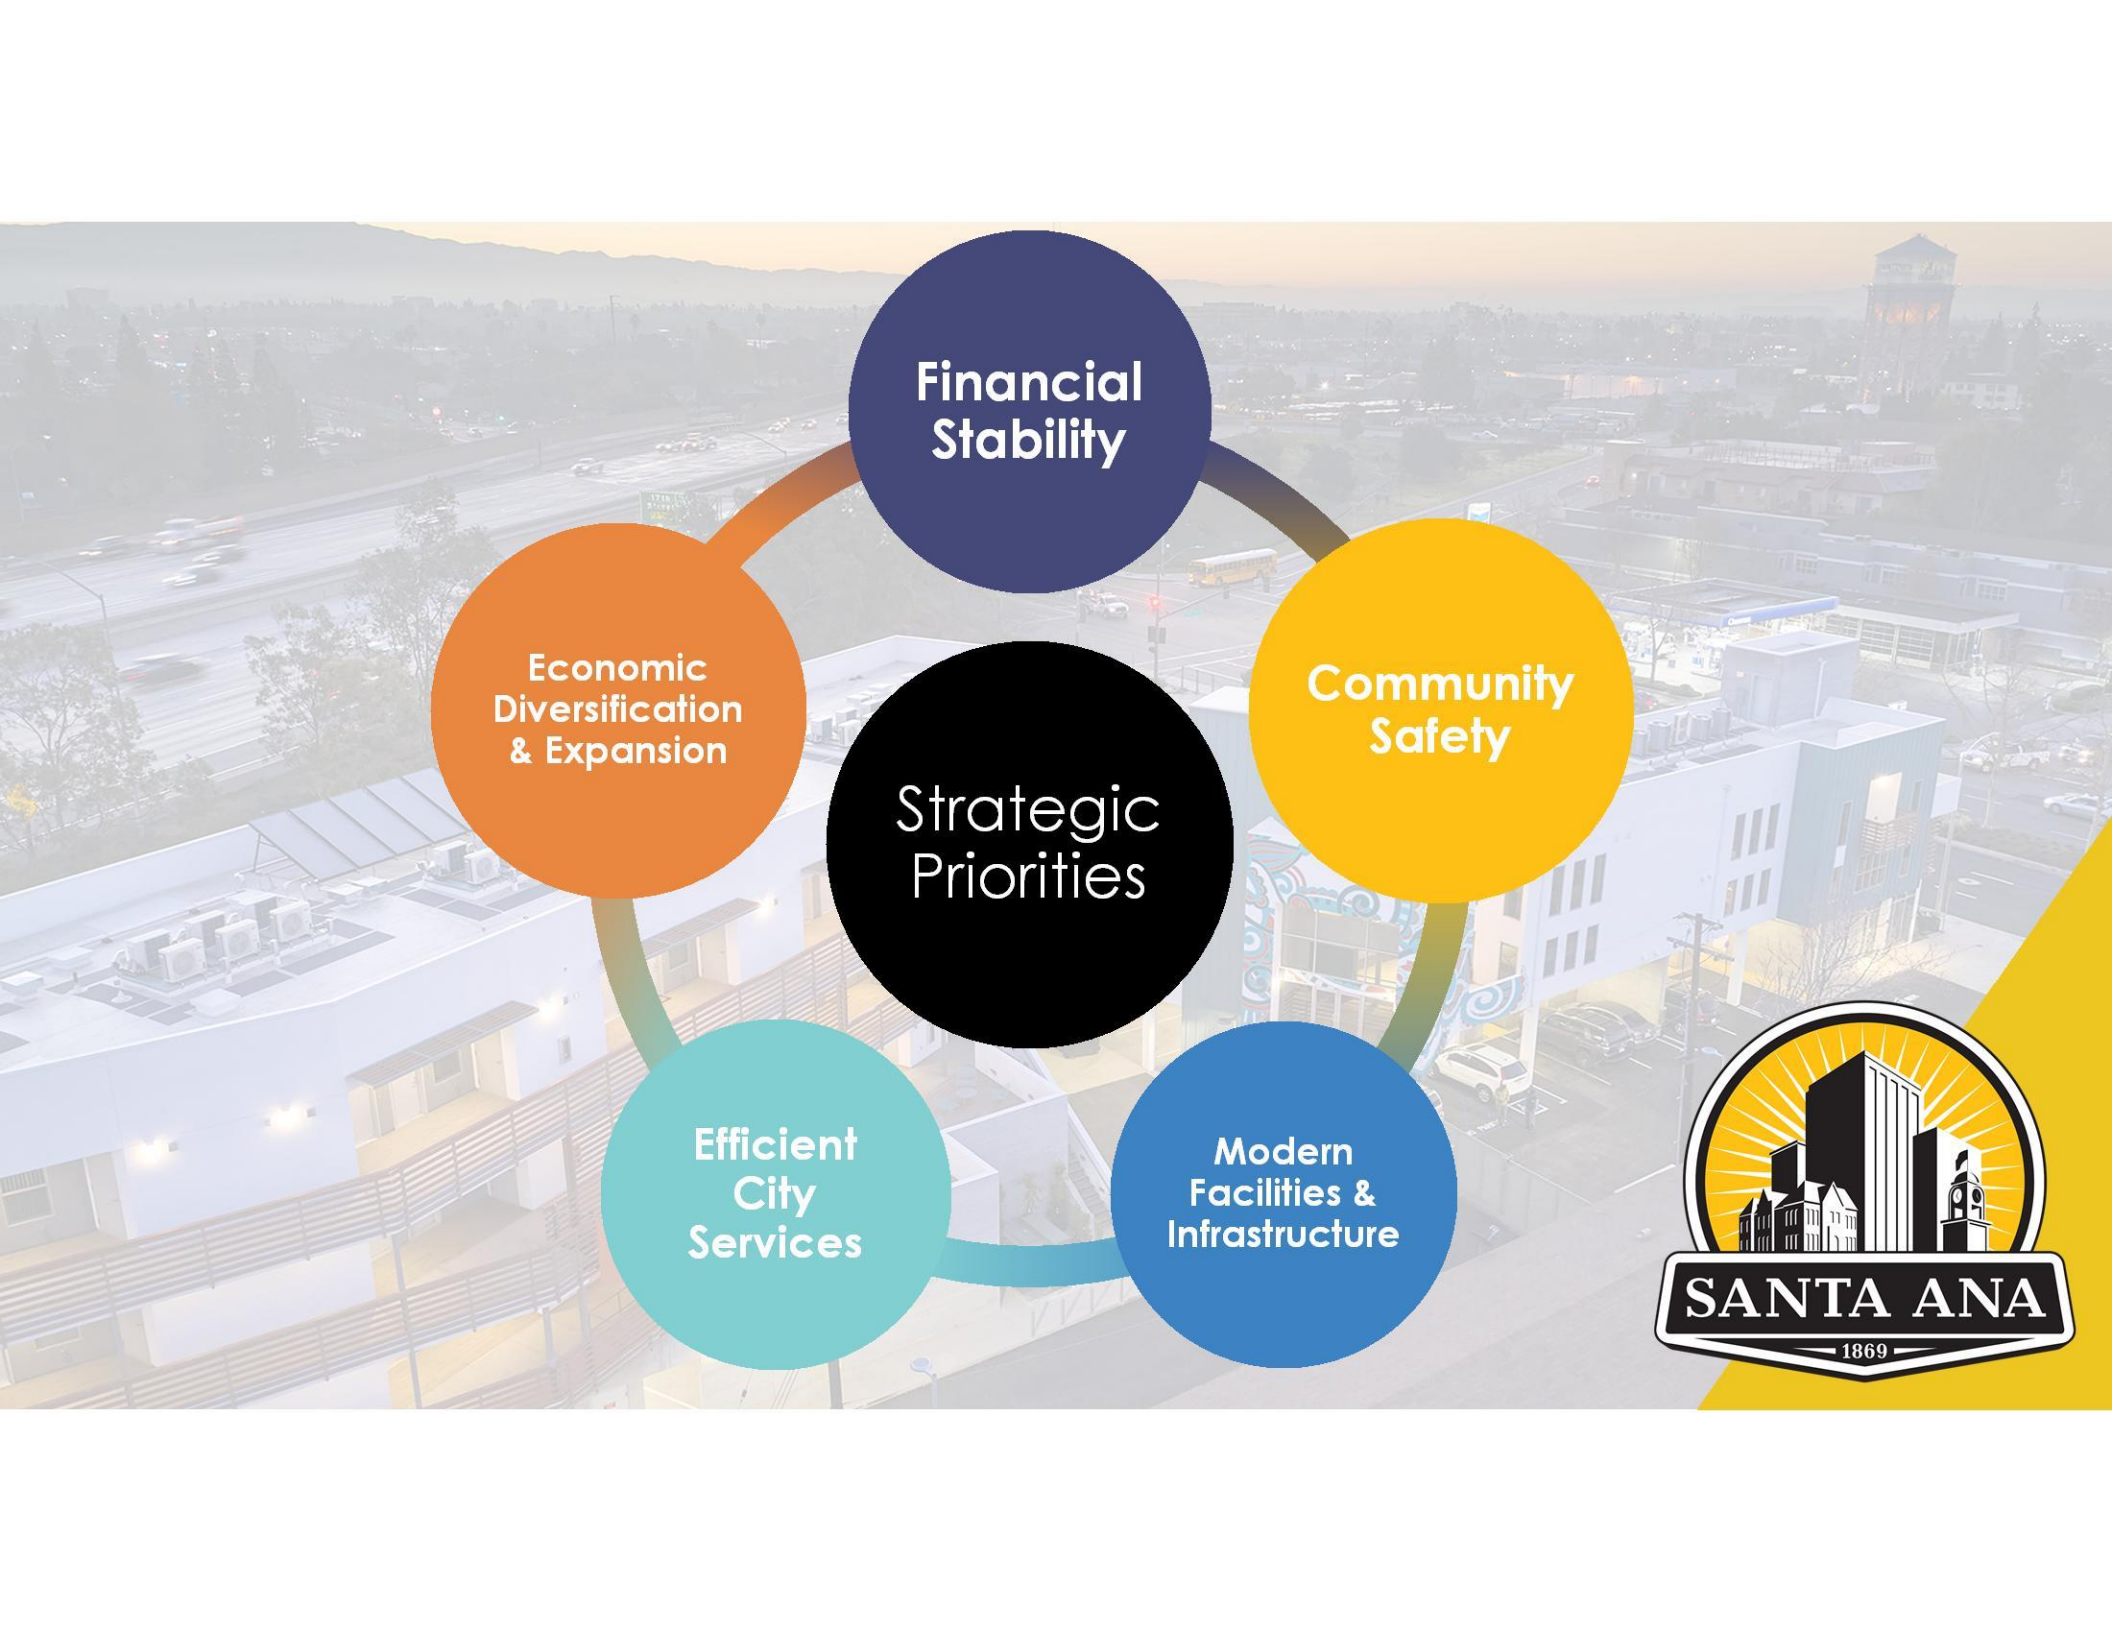 Financial
Stability
Community
Safety
Modern
Facilities &
Infrastructure
Efficient
City
Services
Economic
Diversification
& Expansion
Strategic
Priorities
SANTA ANA
1869